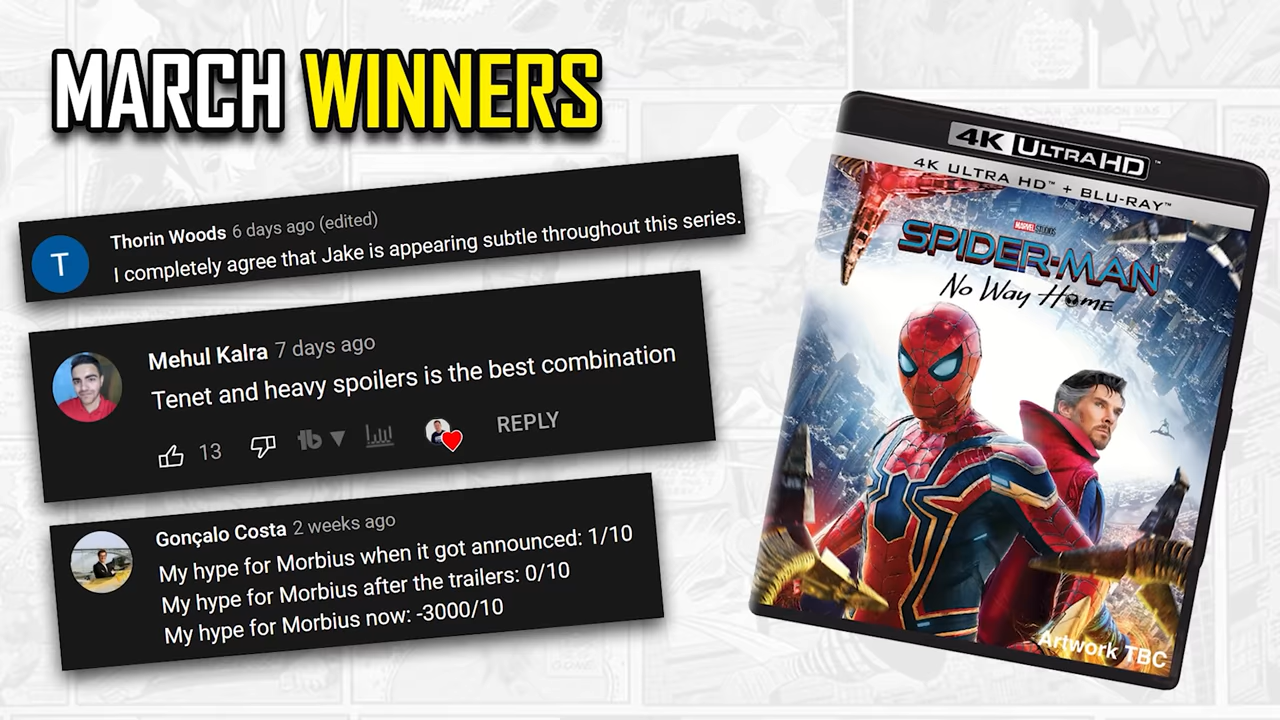 MARCH WINNERS
Thorin Woods 6 days ago (edited)
T
I completely agree that Jake is appearing subtle throughout this series.
Mehul Kalra 7 days ago
Tenet and heavy spoilers is the best combination
13
REPLY
Gonçalo Costa 2 weeks ago
My hype for Morbius when it got announced: 1/10
My hype for Morbius after the trailers: 0/10
My hype for Morbius now: -3000/10
4K ULTRA HD™
4K ULTRA HD™ + BLU-RAY™
MARVEL STUDIOS
SPIDER-MAN
No Way Home
Artwork TBC